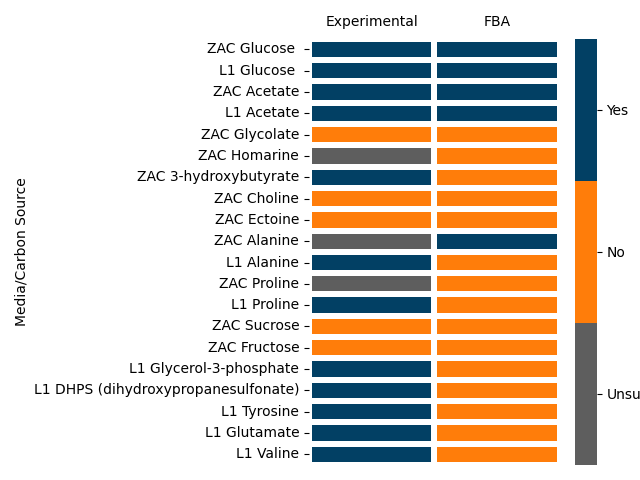 Experimental FBA
ZAC Glucose
L1 Glucose
ZAC Acetate
L1 Acetate
ZAC Glycolate
ZAC Homarine
ZAC 3-hydroxybutyrate
ZAC Choline
ZAC Ectoine
ZAC Alanine
L1 Alanine
ZAC Proline
L1 Proline
ZAC Sucrose
ZAC Fructose
L1 Glycerol-3-phosphate
L1 DHPS (dihydroxypropanesulfonate)
L1 Tyrosine
L1 Glutamate
L1 Valine
Media/Carbon Source
Yes
No
Unsu